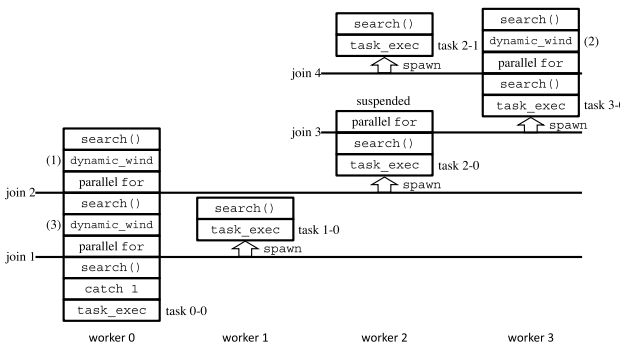 search()
dynamic_wind (2)
parallel for
search()
task_exec task 3-0
spawn
search()
task_exec task 2-1
spawn
join 4
suspended
parallel for
search()
task_exec task 2-0
spawn
join 3
search()
(1) dynamic_wind
parallel for
join 2
search()
(3) dynamic_wind
parallel for
join 1
search()
catch 1
task_exec task 0-0
search()
task_exec task 1-0
spawn
worker 0 worker 1 worker 2 worker 3